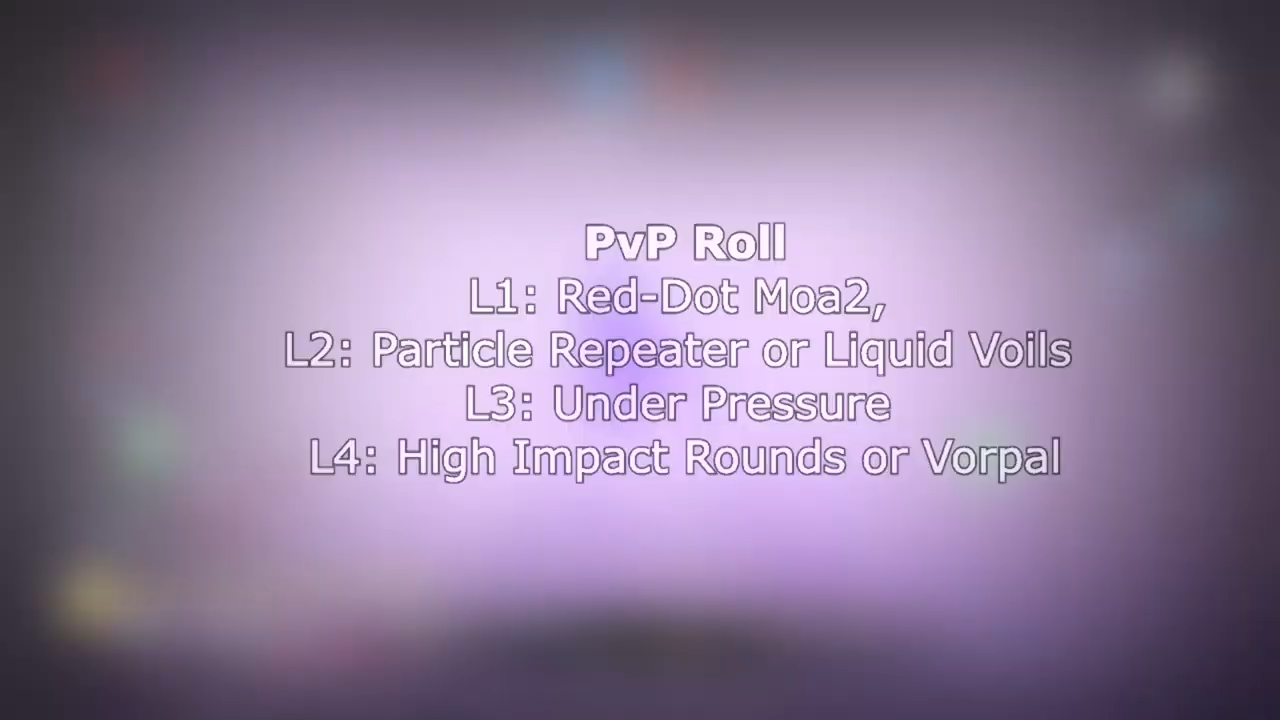 PvP Roll
L1: Red-Dot Moa2,
L2: Particle Repeater or Liquid Voils
L3: Under Pressure
L4: High Impact Rounds or Vorpal